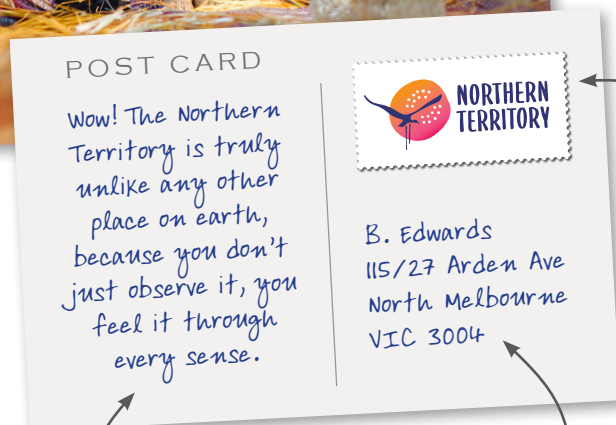 POST CARD
Wow! The Northern
Territory is truly
unlike any other
place on earth,
because you don't
just observe it, you
feel it through
every sense.
NORTHERN
TERRITORY
B. Edwards
115/27 Arden Ave
North Melbourne
VIC 3004